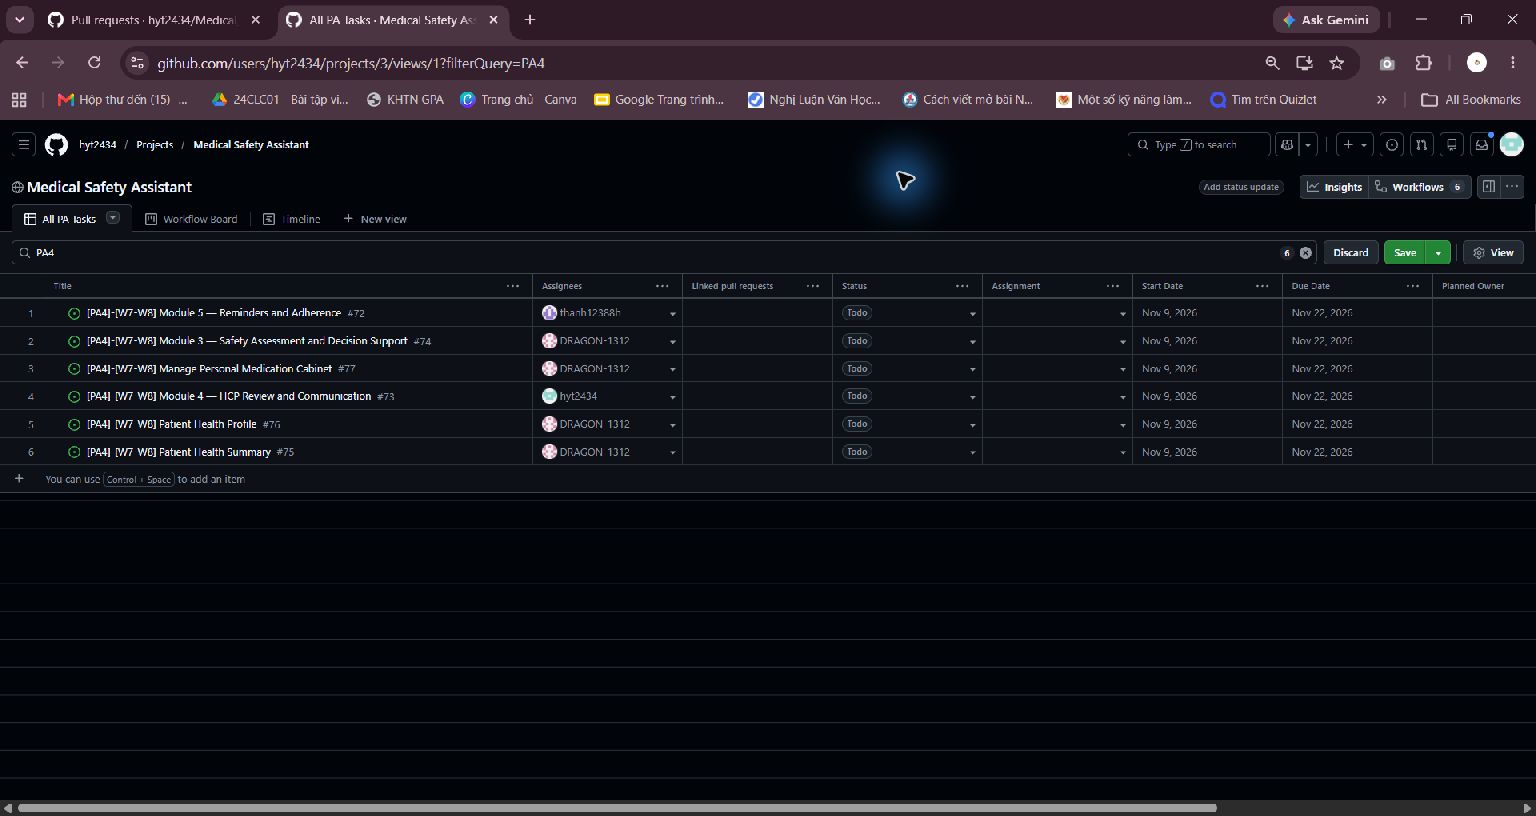 Pull requests · hyt2434/Medical
All PA Tasks · Medical Safety Ass
Ask Gemini
github.com/users/hyt2434/projects/3/views/1?filterQuery=PA4
Hộp thư đến (15) ...
24CLC01_Bài tập vi...
KHTN GPA
Trang chủ - Canva
Google Trang trình...
Nghị Luận Văn Học...
Cách viết mở bài N...
Một số kỹ năng làm...
Tìm trên Quizlet
All Bookmarks
hyt2434 / Projects / Medical Safety Assistant
Type / to search
Medical Safety Assistant
Add status update
Insights
Workflows 6
All PA Tasks
Workflow Board
Timeline
New view
PA4
6
Discard
Save
View
Title Assignees Linked pull requests Status Assignment Start Date Due Date Planned Owner
1 [PA4]-[W7-W8] Module 5 — Reminders and Adherence #72 thanh12388h Todo Nov 9, 2026 Nov 22, 2026
2 [PA4]-[W7-W8] Module 3 — Safety Assessment and Decision Support #74 DRAGON-1312 Todo Nov 9, 2026 Nov 22, 2026
3 [PA4]-[W7-W8] Manage Personal Medication Cabinet #77 DRAGON-1312 Todo Nov 9, 2026 Nov 22, 2026
4 [PA4]-[W7-W8] Module 4 — HCP Review and Communication #73 hyt2434 Todo Nov 9, 2026 Nov 22, 2026
5 [PA4]-[W7-W8] Patient Health Profile #76 DRAGON-1312 Todo Nov 9, 2026 Nov 22, 2026
6 [PA4]-[W7-W8] Patient Health Summary #75 DRAGON-1312 Todo Nov 9, 2026 Nov 22, 2026
You can use Control + Space to add an item